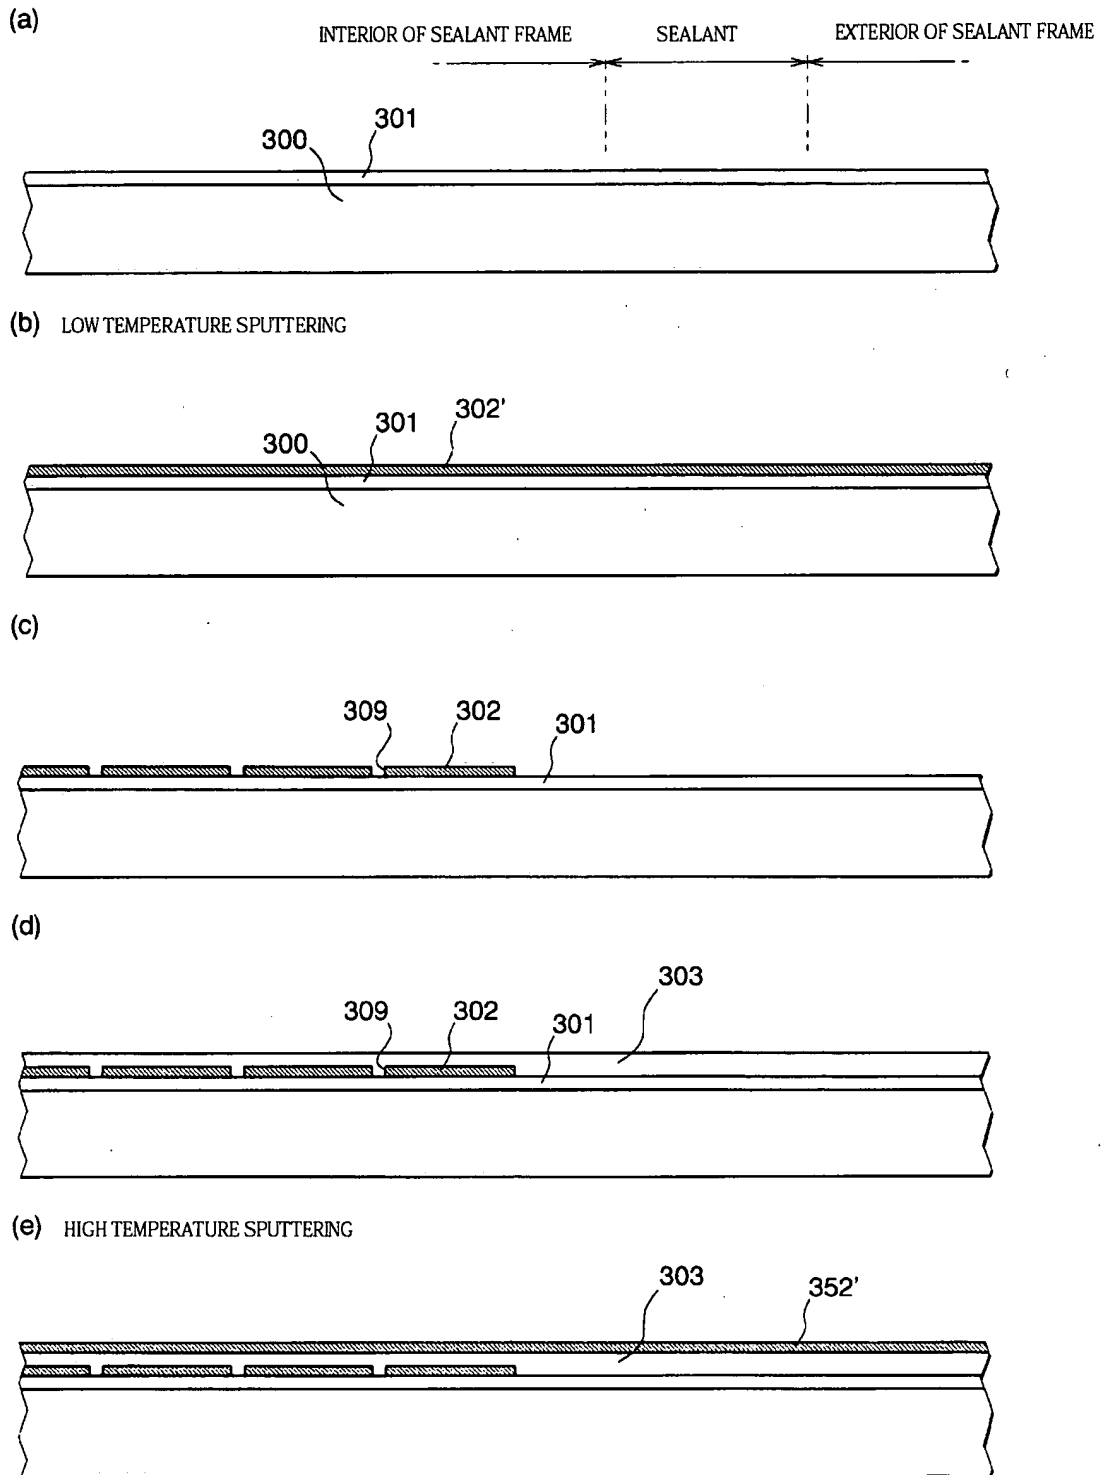 (a)
INTERIOR OF SEALANT FRAME SEALANT EXTERIOR OF SEALANT FRAME
301
300
(b) LOW TEMPERATURE SPUTTERING
302'
301
300
(c)
309 302 301
(d)
303
309 302 301
(e) HIGH TEMPERATURE SPUTTERING
303 352'